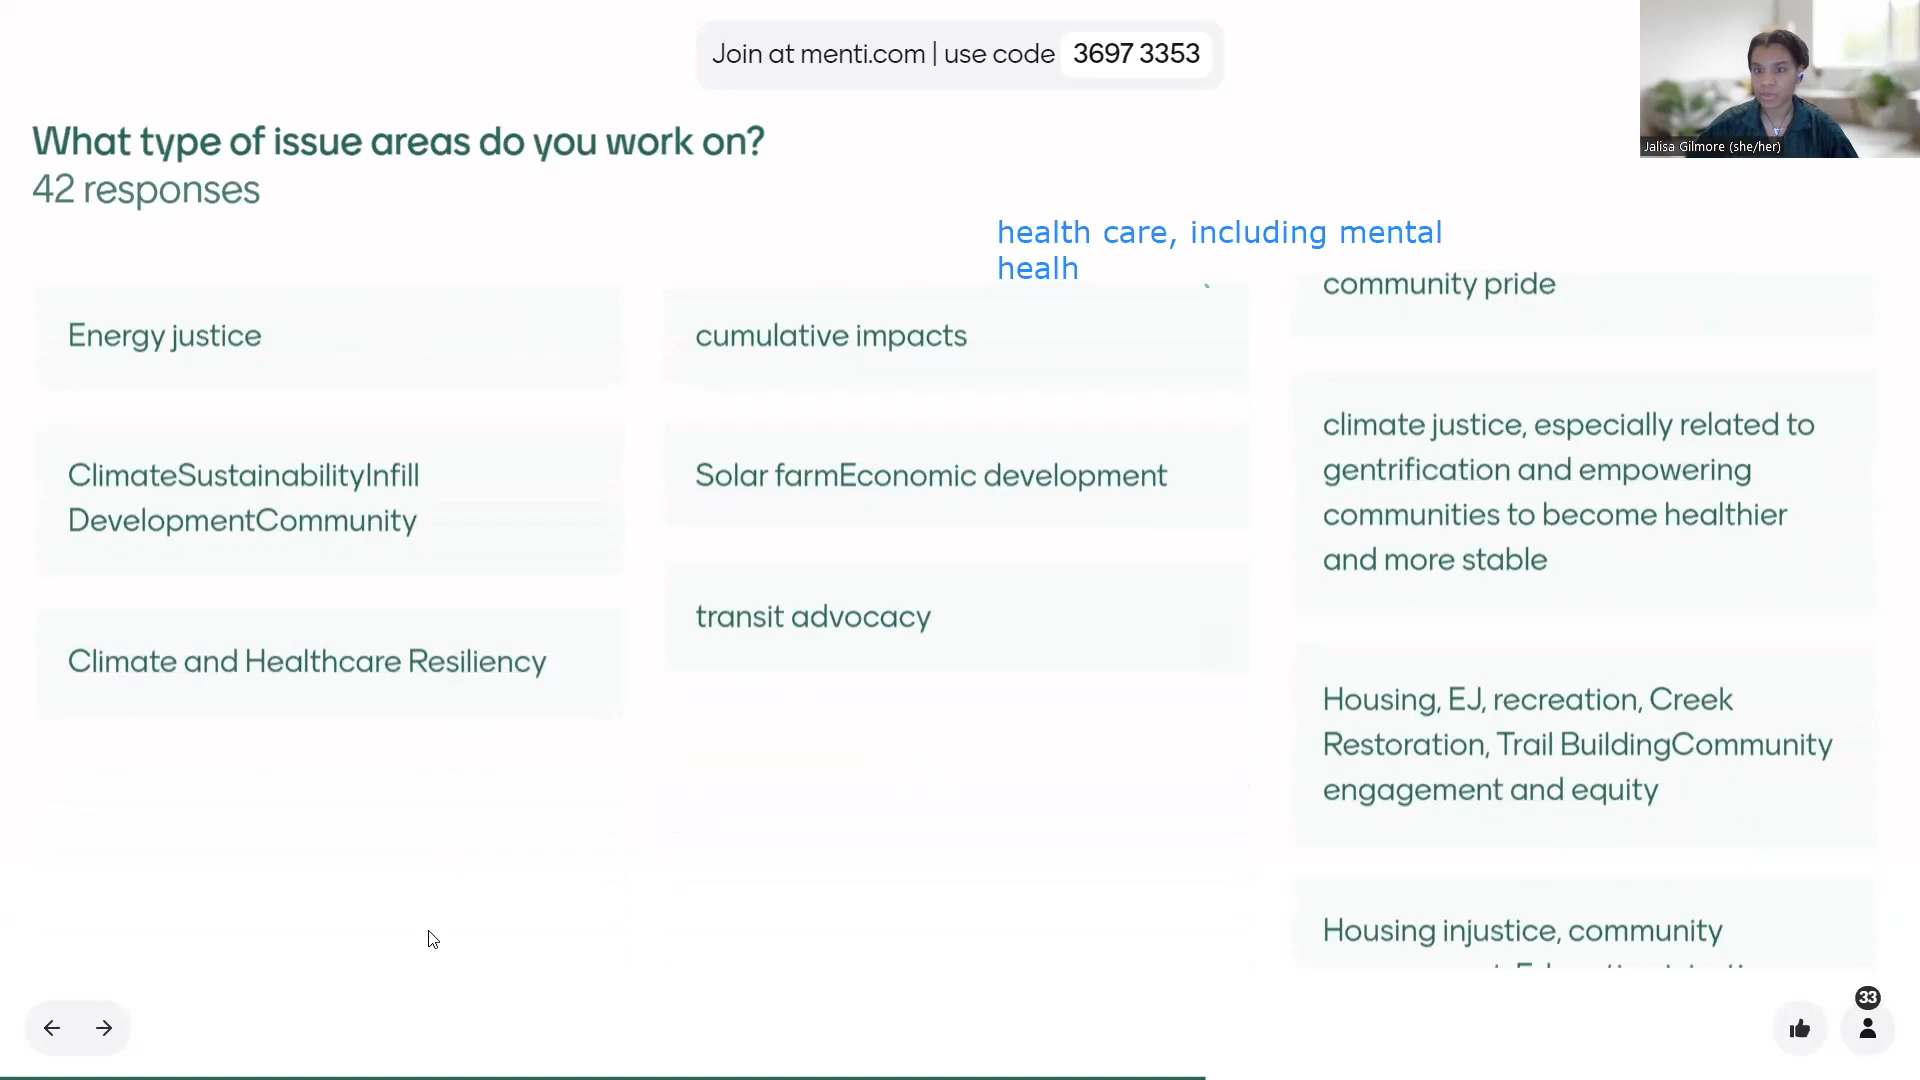 Join at menti.com | use code 3697 3353
Jalisa Gilmore (she/her)
What type of issue areas do you work on?
42 responses
health care, including mental
healh
Energy justice
ClimateSustainabilityInfill
DevelopmentCommunity
Climate and Healthcare Resiliency
cumulative impacts
Solar farmEconomic development
transit advocacy
community pride
climate justice, especially related to
gentrification and empowering
communities to become healthier
and more stable
Housing, EJ, recreation, Creek
Restoration, Trail BuildingCommunity
engagement and equity
Housing injustice, community
33